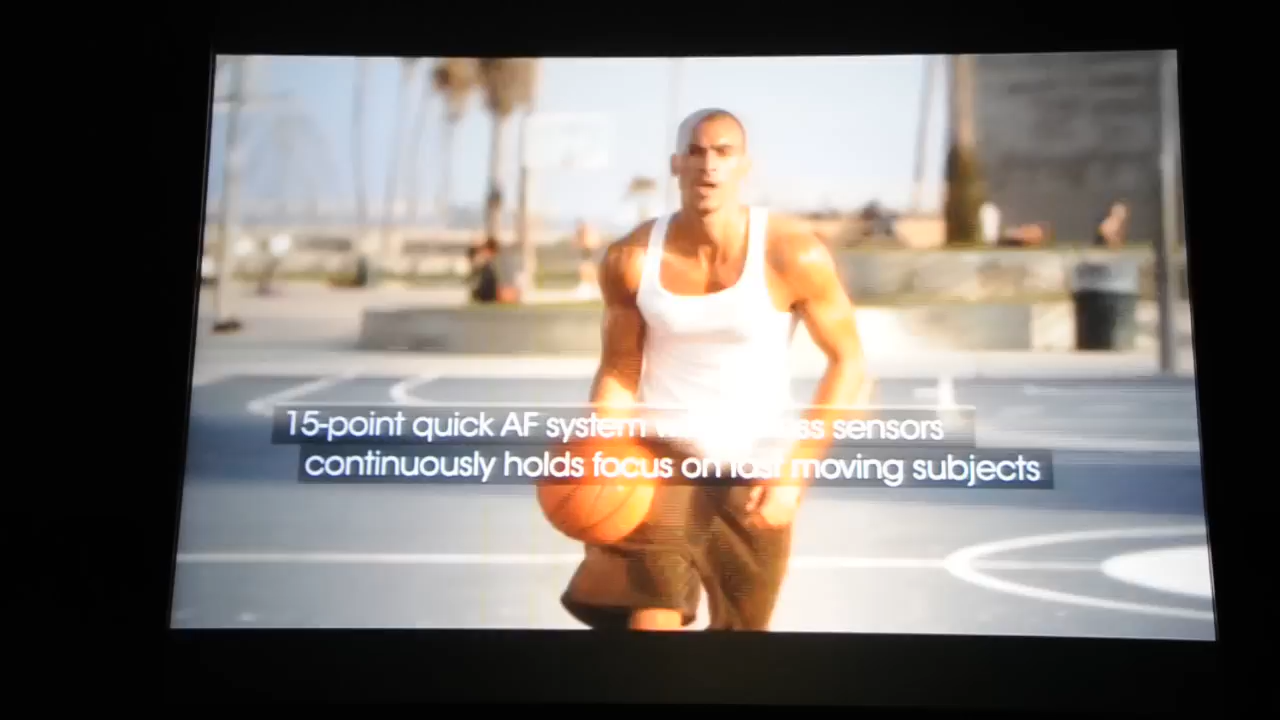 15-point quick AF system sensors
continuously holds focus on moving subjects